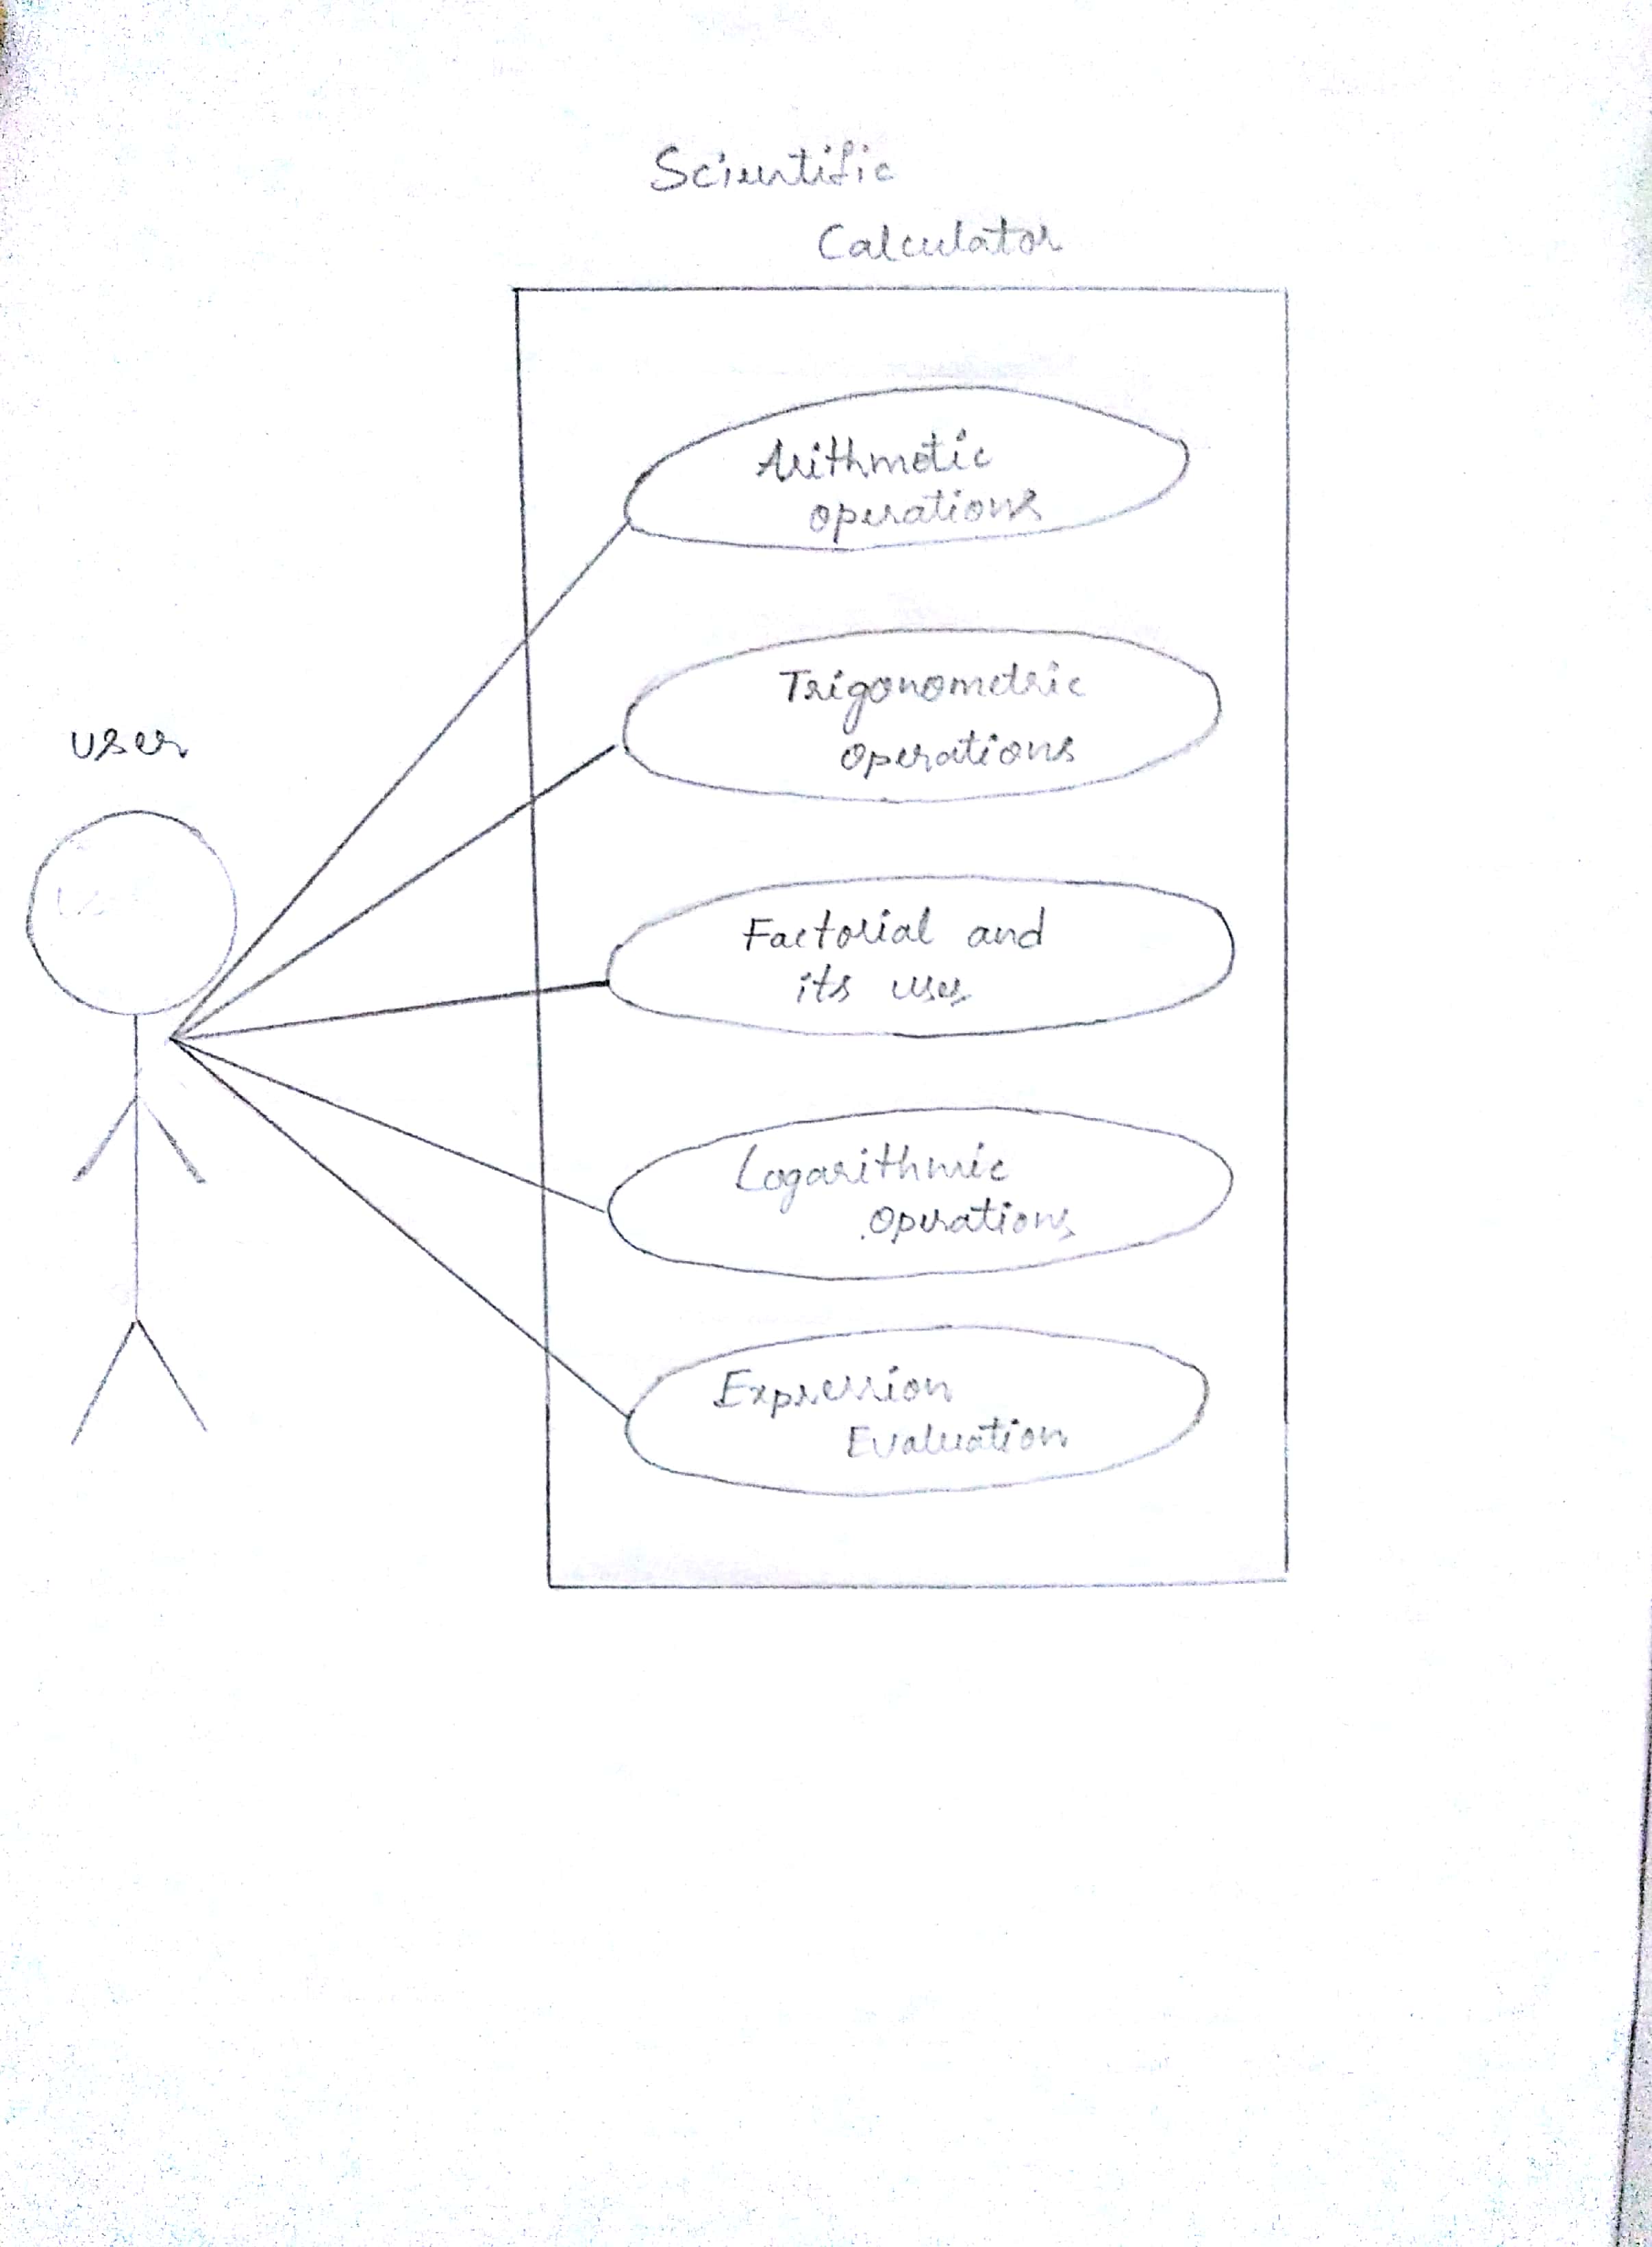 Scientific
Calculator
user
Arithmetic
operations
Trigonometric
operations
Factorial and
its uses
Logarithmic
operations
Expression
Evaluation